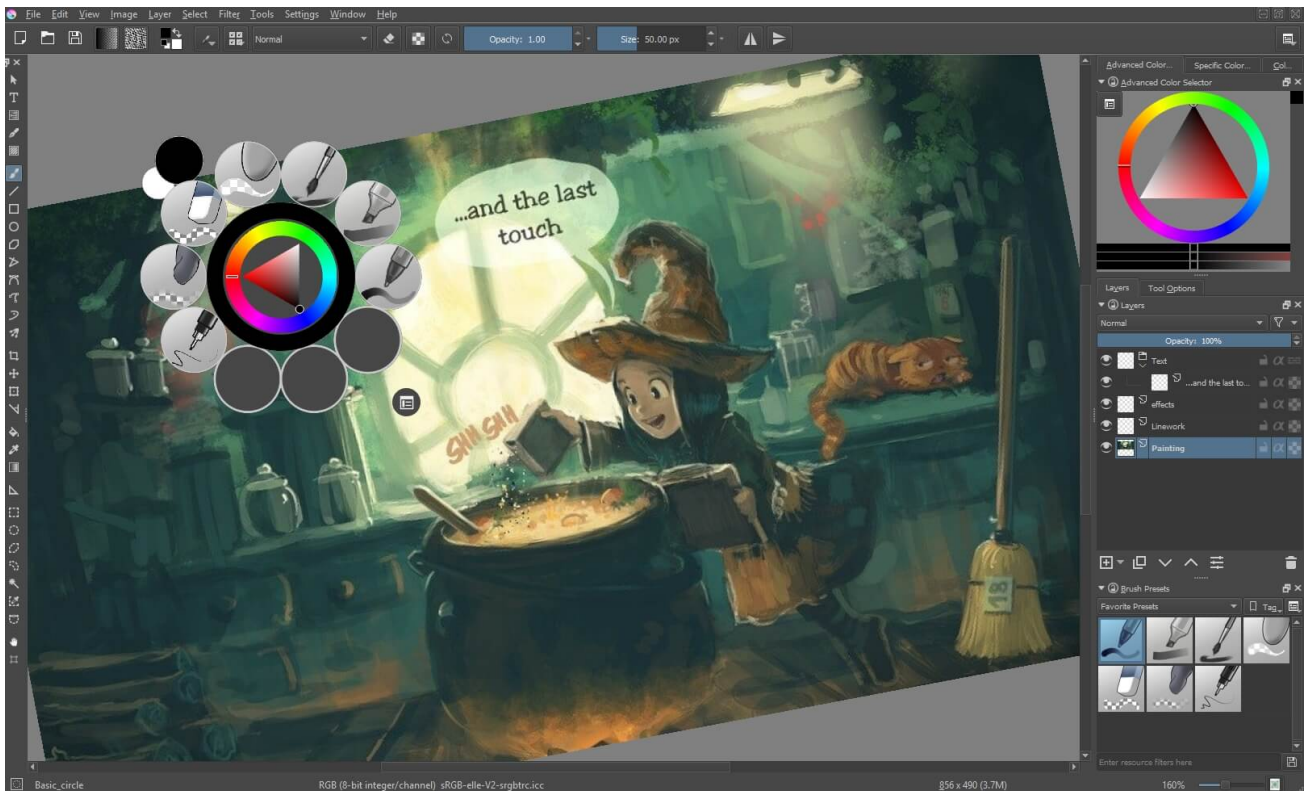 File Edit View Image Layer Select Filter Tools Settings Window Help
Normal
Opacity: 1.00
Size: 50.00 px
Advanced Color... Specific Color... Col...
Advanced Color Selector
...and the last
touch
SHH SHH
81
Layers Tool Options
Layers
Normal
Opacity: 100%
Text
...and the last to...
effects
Linework
Painting
Brush Presets
Favorite Presets Tag
Enter resource filters here
Basic_circle RGB (8-bit integer/channel) sRGB-elle-V2-srgbtrc.icc 856 x 490 (3.7M) 160%